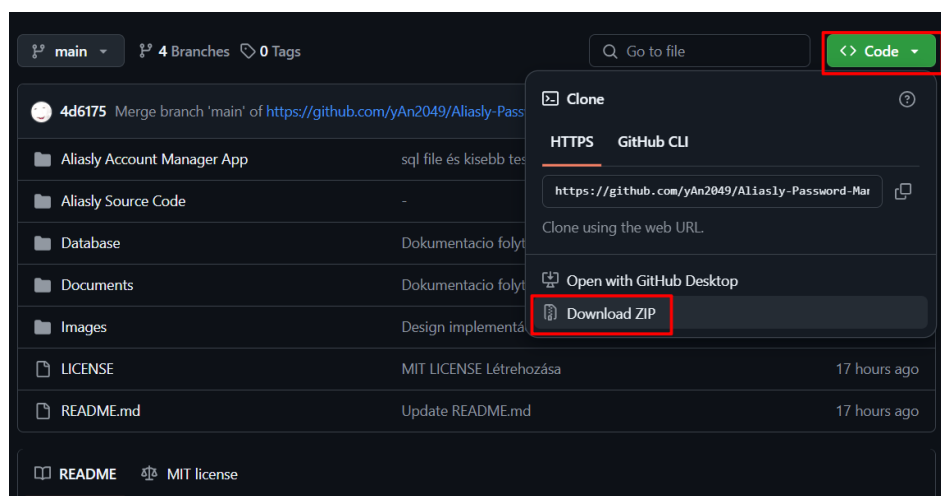 main 4 Branches 0 Tags Go to file Code
4d6175 Merge branch 'main' of https://github.com/yAn2049/Aliasly-Pass
Clone
HTTPS GitHub CLI
https://github.com/yAn2049/Aliasly-Password-Mar
Clone using the web URL.
Open with GitHub Desktop
Download ZIP
Aliasly Account Manager App sql file és kisebb tes
Aliasly Source Code -
Database Dokumentacio folyt
Documents Dokumentacio folyt
Images Design implementá
LICENSE MIT LICENSE Létrehozása 17 hours ago
README.md Update README.md 17 hours ago
README MIT license